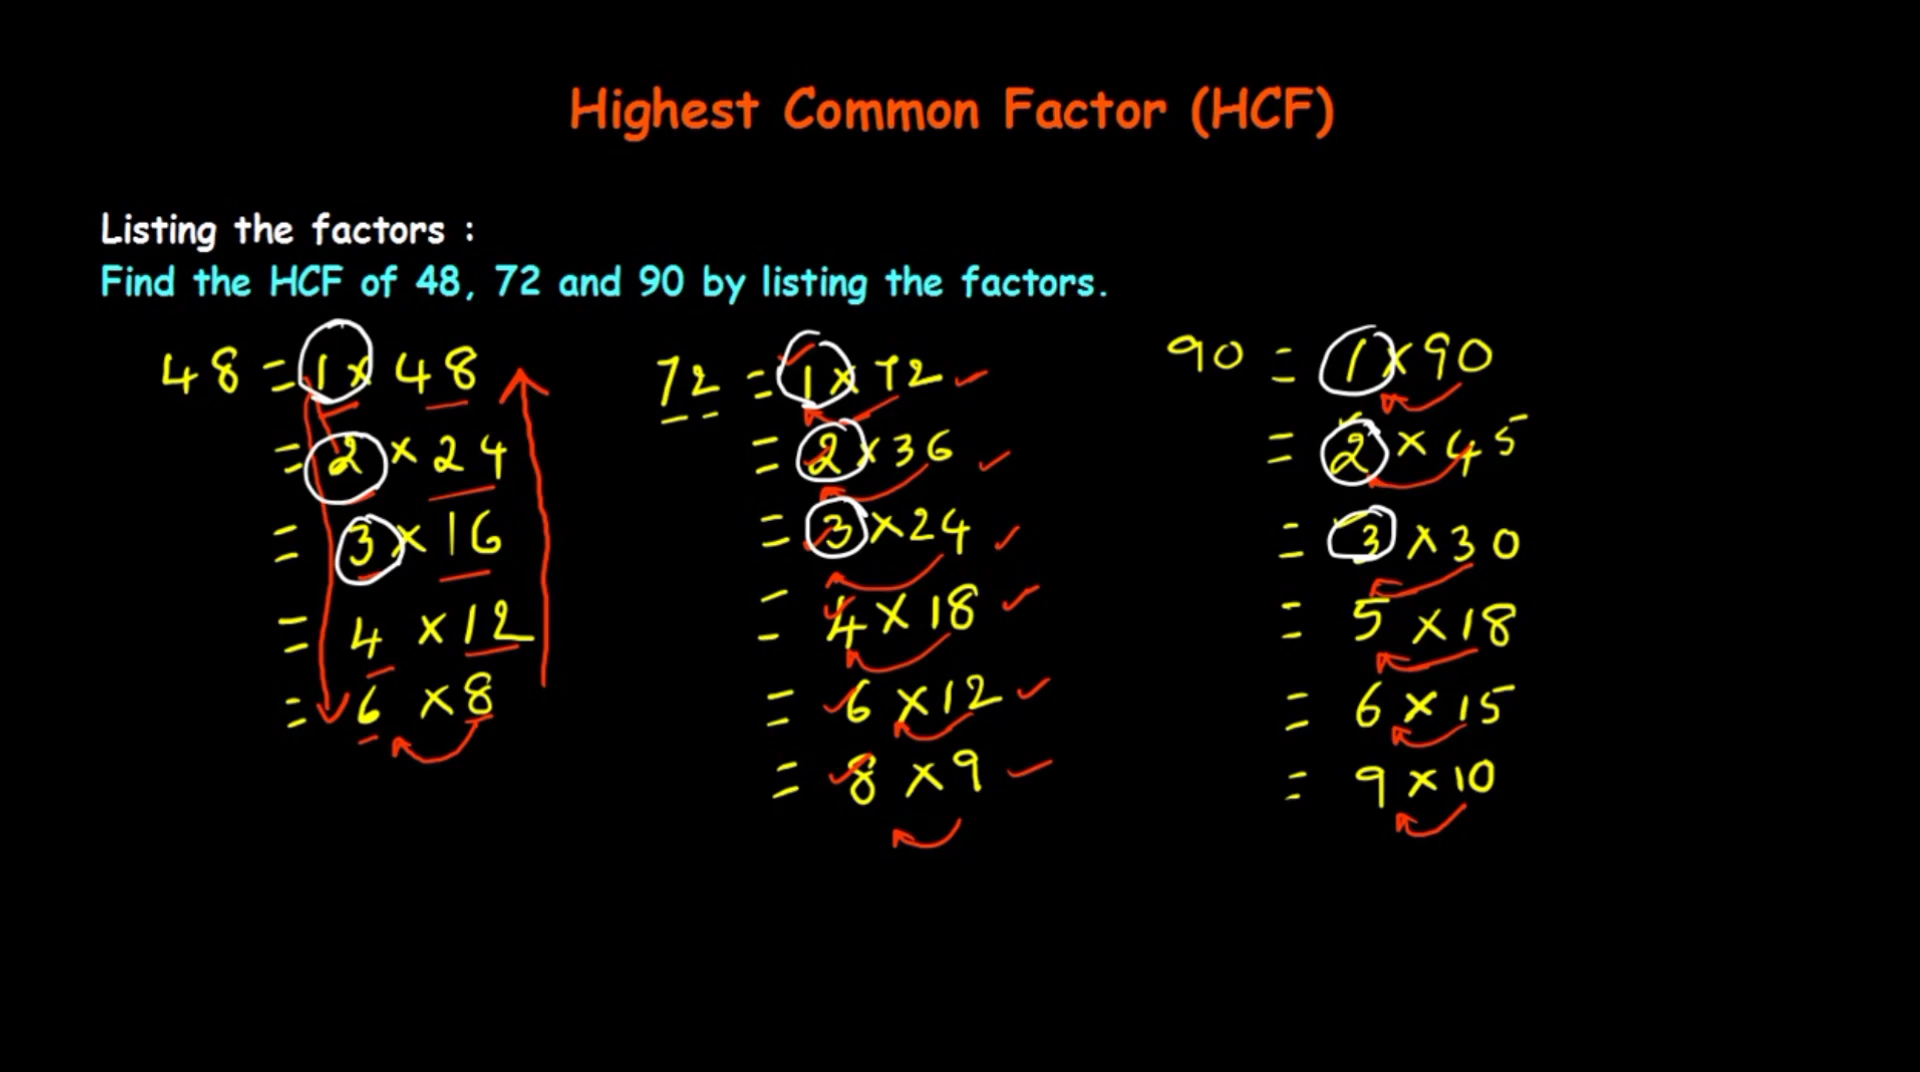 Highest Common Factor (HCF)
Listing the factors :
Find the HCF of 48, 72 and 90 by listing the factors.
48 = 1 × 48
= 2 × 24
= 3 × 16
= 4 × 12
= 6 × 8
72 = 1 × 72
= 2 × 36
= 3 × 24
= 4 × 18
= 6 × 12
= 8 × 9
90 = 1 × 90
= 2 × 45
= 3 × 30
= 5 × 18
= 6 × 15
= 9 × 10